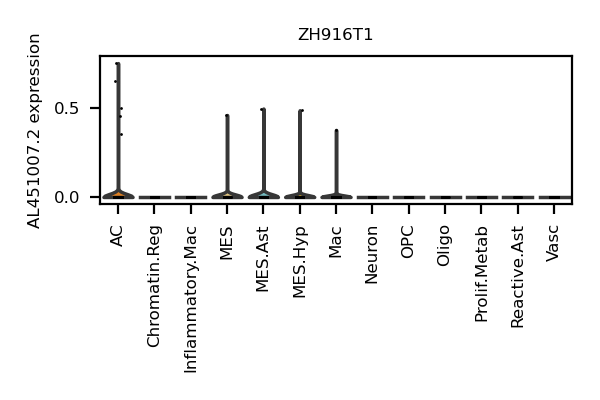 ZH916T1
AL451007.2 expression
0.5
0.0
AC
Chromatin.Reg
Inflammatory.Mac
MES
MES.Ast
MES.Hyp
Mac
Neuron
OPC
Oligo
Prolif.Metab
Reactive.Ast
Vasc